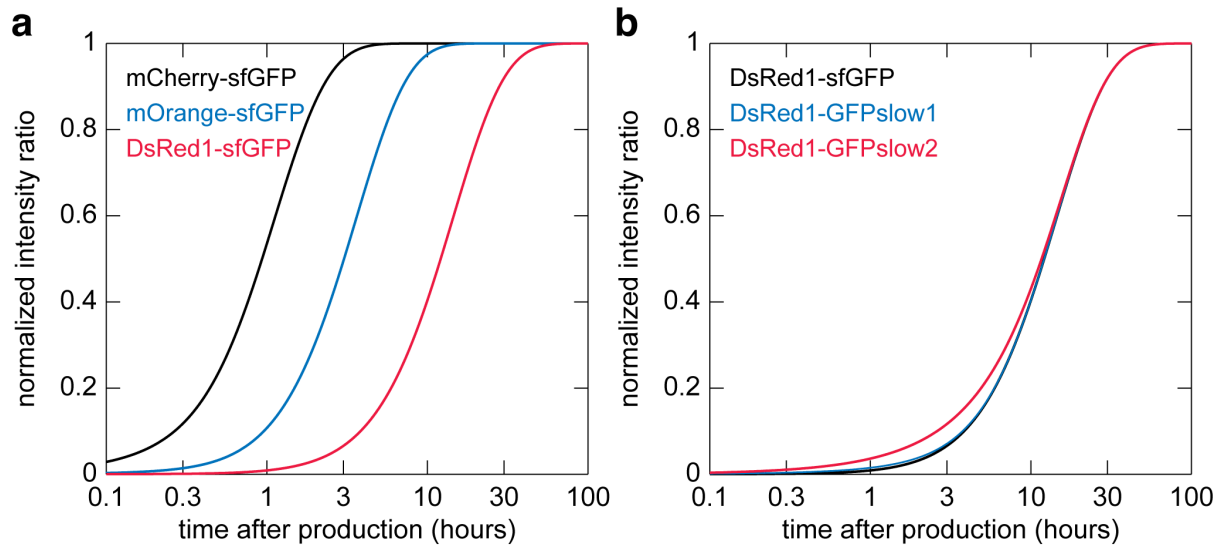 a
normalized intensity ratio
1
0.8
0.6
0.4
0.2
0
mCherry-sfGFP
mOrange-sfGFP
DsRed1-sfGFP
0.1 0.3 1 3 10 30 100
time after production (hours)
b
normalized intensity ratio
1
0.8
0.6
0.4
0.2
0
DsRed1-sfGFP
DsRed1-GFPslow1
DsRed1-GFPslow2
0.1 0.3 1 3 10 30 100
time after production (hours)